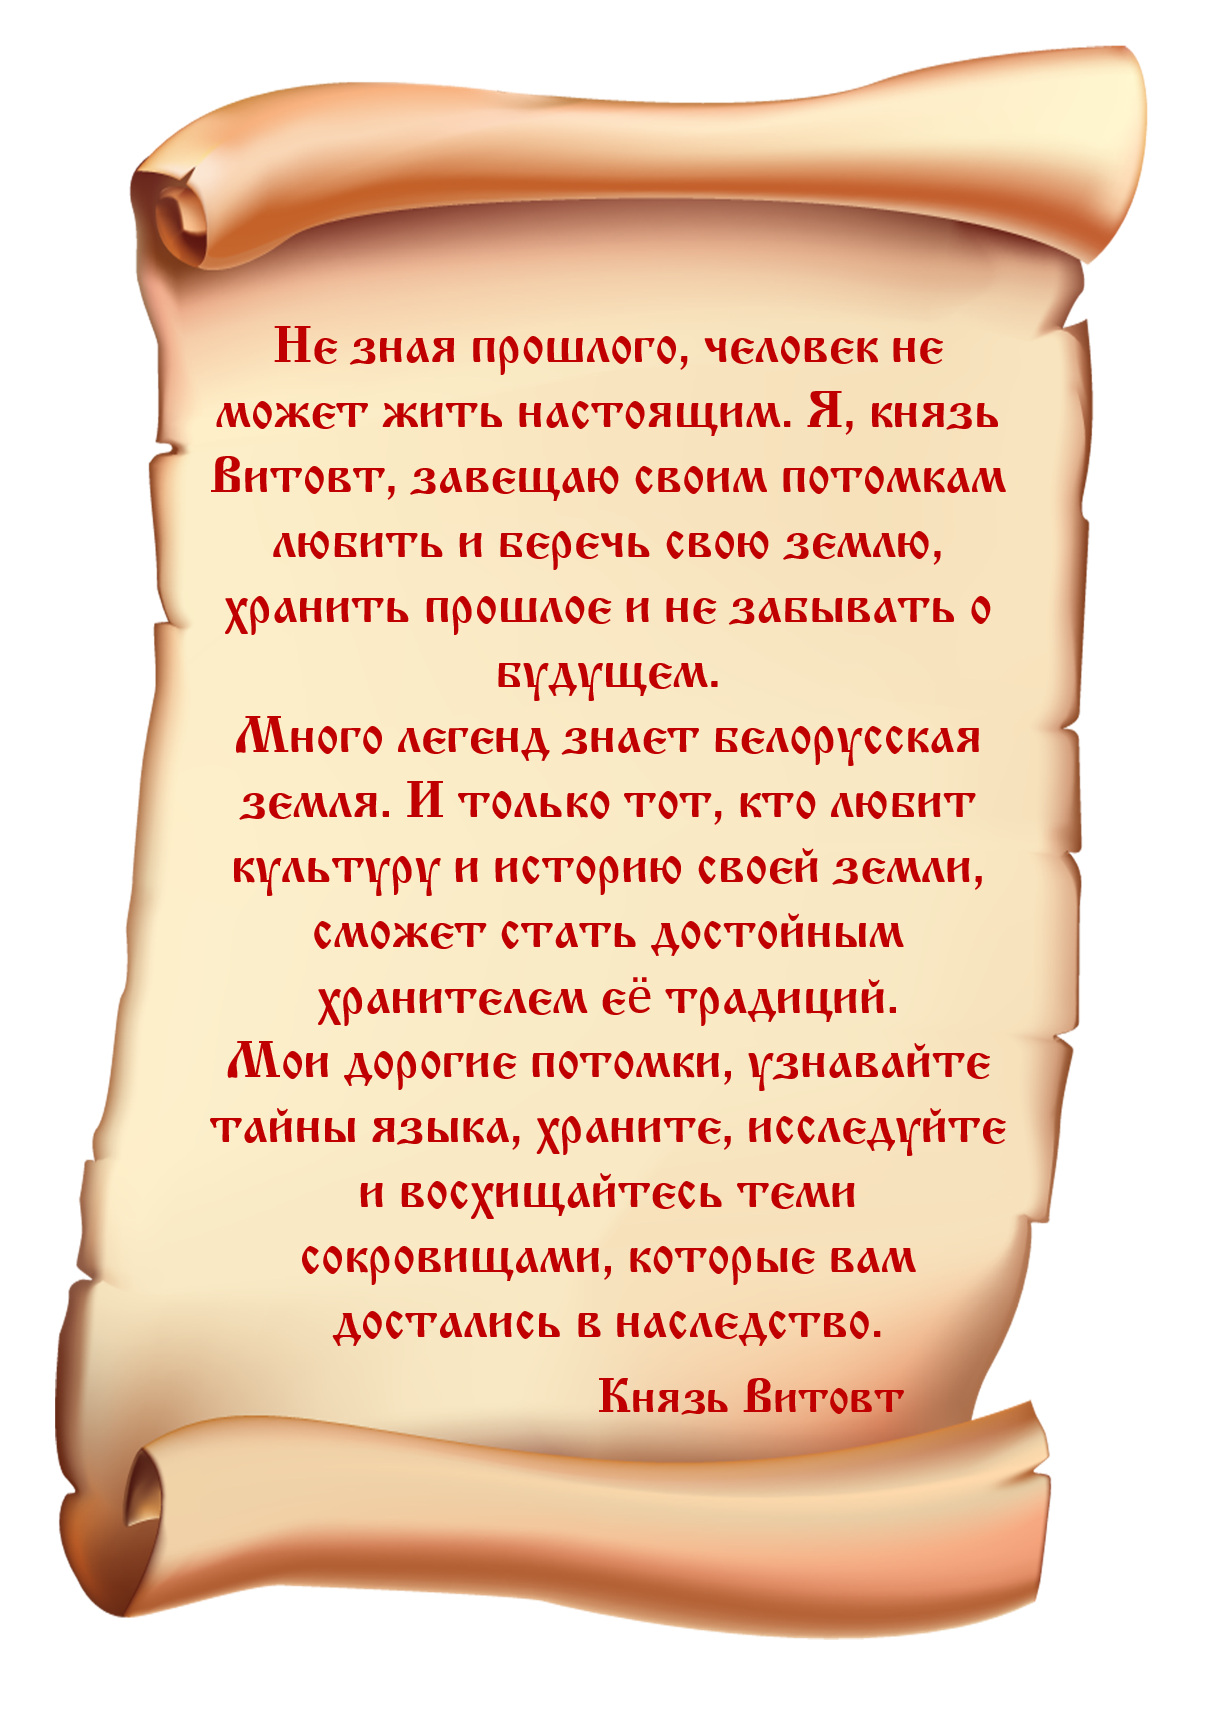 Не зная прошлого, человек не
может жить настоящим. Я, князь
Витовт, завещаю своим потомкам
любить и беречь свою землю,
хранить прошлое и не забывать о
будущем.
Много легенд знает белорусская
земля. И только тот, кто любит
культуру и историю своей земли,
сможет стать достойным
хранителем её традиций.
Мои дорогие потомки, узнавайте
тайны языка, храните, исследуйте
и восхищайтесь теми
сокровищами, которые вам
достались в наследство.
Князь Витовт